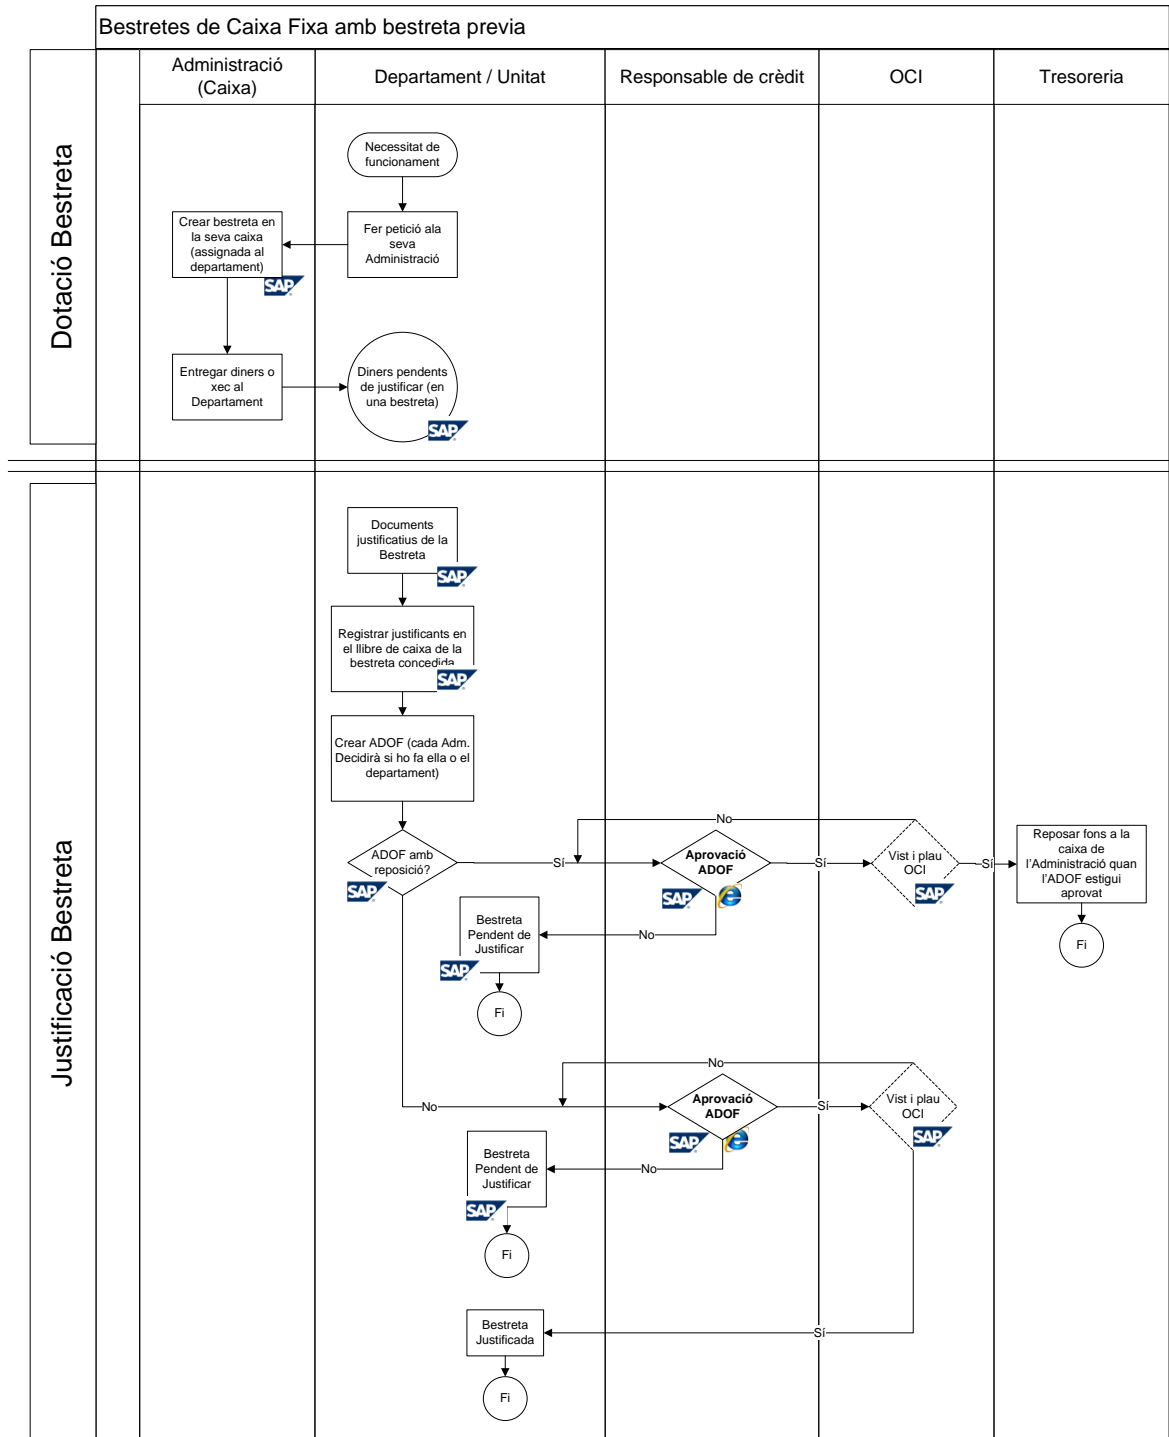 Bestretes de Caixa Fixa amb bestreta previa
Administració
(Caixa)
Departament / Unitat
Responsable de crèdit
OCI
Tresoreria
Dotació Bestreta
Necessitat de
funcionament
Crear bestreta en
la seva caixa
(assignada al
departament)
SAP
Fer petició ala
seva
Administració
Entregar diners o
xec al
Departament
Diners pendents
de justificar (en
una bestreta)
SAP
Justificació Bestreta
Documents
justificatius de la
Bestreta
SAP
Registrar justificants en
el llibre de caixa de la
bestreta concedida
SAP
Crear ADOF (cada Adm.
Decidirà si ho fa ella o el
departament)
No
ADOF amb
reposició?
SAP
Sí
Aprovació
ADOF
SAP
Sí
Vist i plau
OCI
SAP
Sí
Reposar fons a la
caixa de
l'Administració quan
l'ADOF estigui
aprovat
Fi
Bestreta
Pendent de
Justificar
SAP
No
Fi
No
No
Aprovació
ADOF
SAP
Sí
Vist i plau
OCI
SAP
Bestreta
Pendent de
Justificar
SAP
No
Fi
Bestreta
Justificada
Sí
Fi